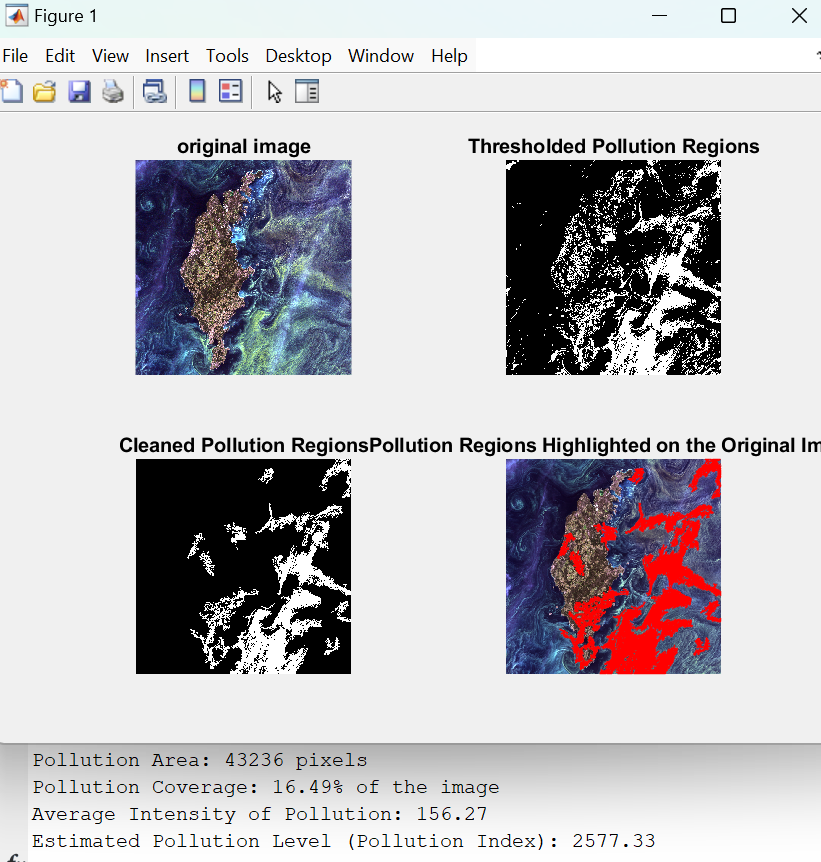 Figure 1
File Edit View Insert Tools Desktop Window Help
original image
Thresholded Pollution Regions
Cleaned Pollution Regions
Pollution Regions Highlighted on the Original Im
Pollution Area: 43236 pixels
Pollution Coverage: 16.49% of the image
Average Intensity of Pollution: 156.27
Estimated Pollution Level (Pollution Index): 2577.33